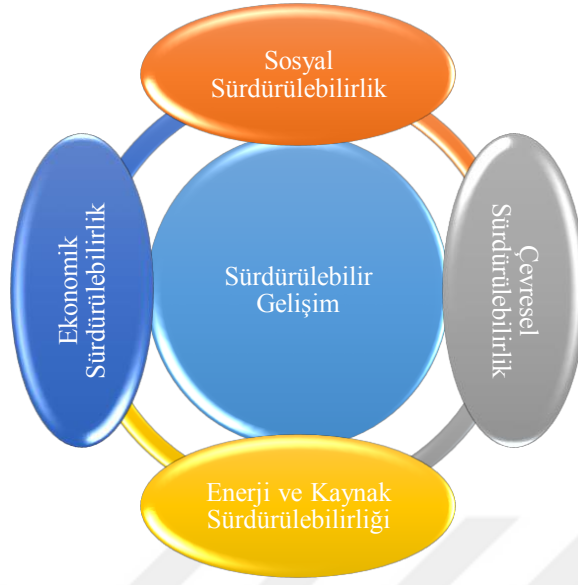 Sosyal
Sürdürülebilirlik
Ekonomik
Sürdürülebilirlik
Sürdürülebilir
Gelişim
Çevresel
Sürdürülebilirlik
Enerji ve Kaynak
Sürdürülebilirliği